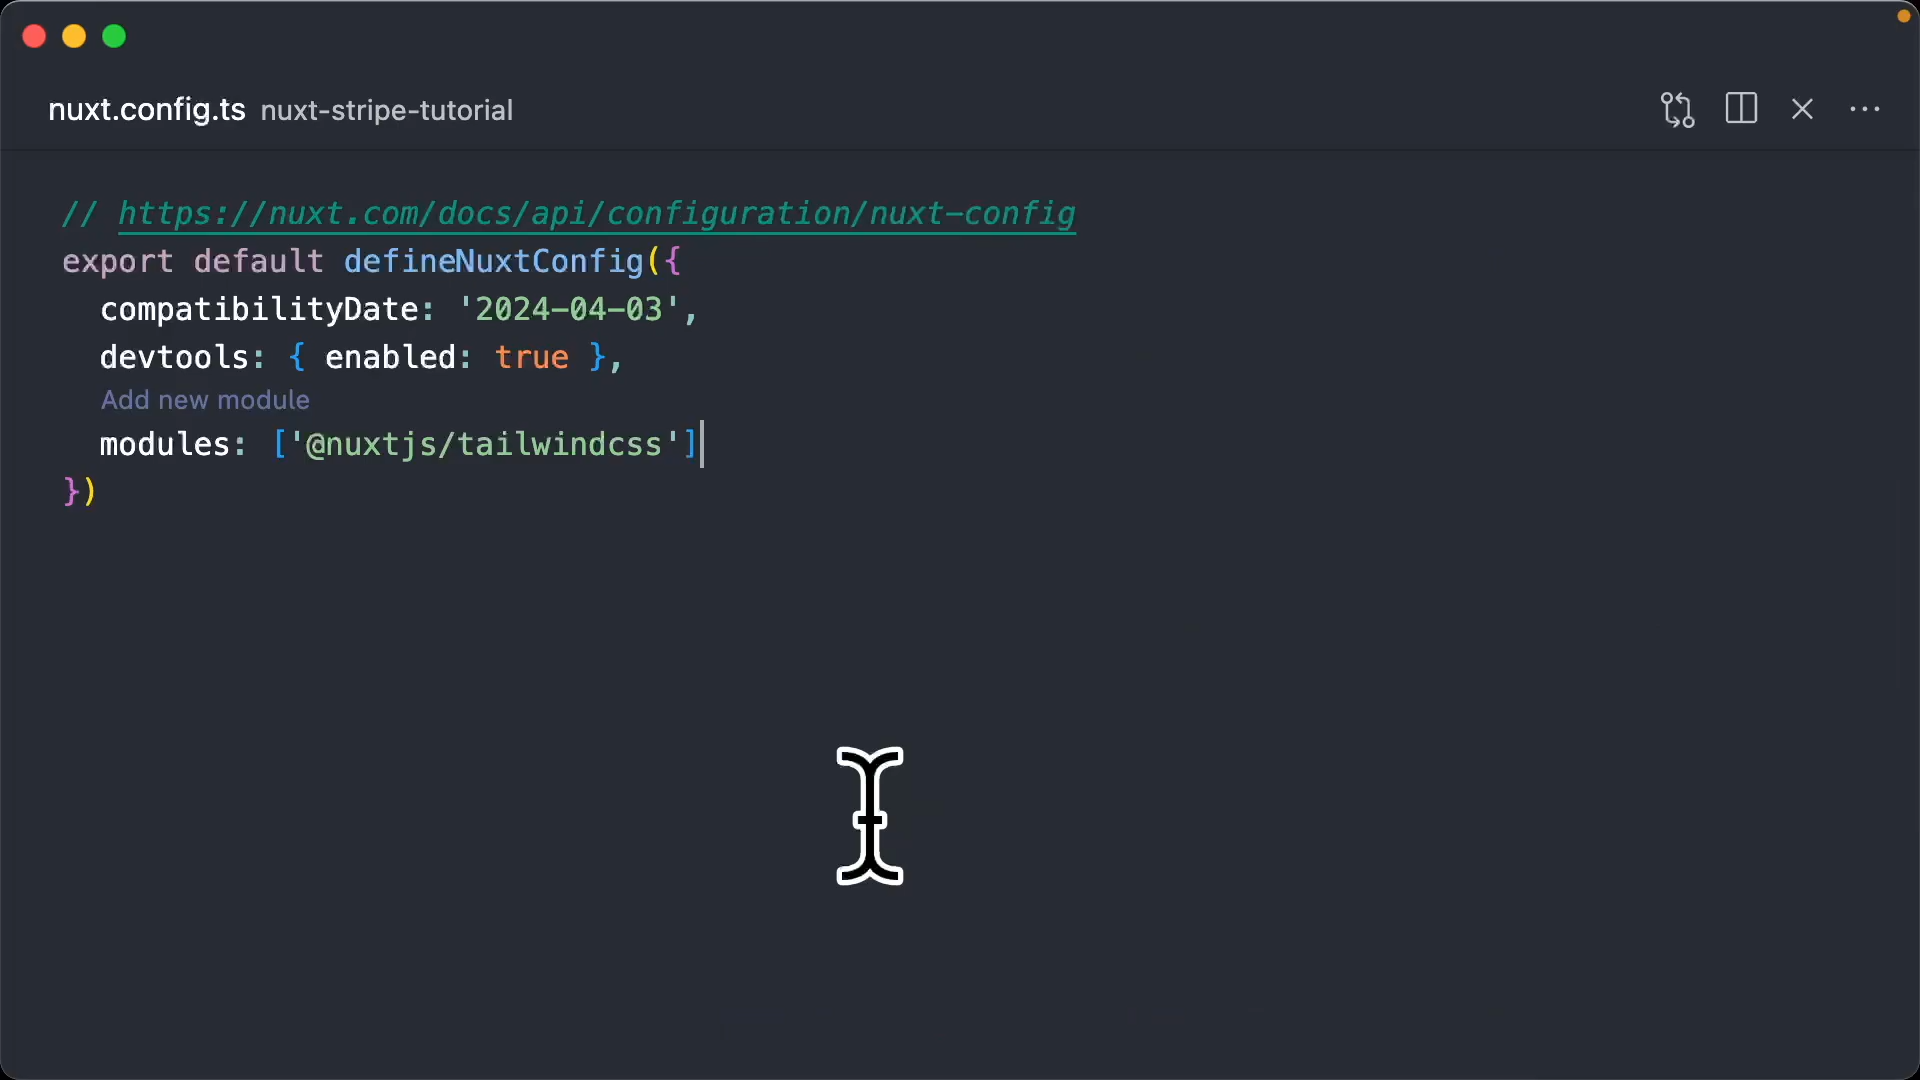 nuxt.config.ts nuxt-stripe-tutorial
// https://nuxt.com/docs/api/configuration/nuxt-config
export default defineNuxtConfig({
  compatibilityDate: '2024-04-03',
  devtools: { enabled: true },
  Add new module
  modules: ['@nuxtjs/tailwindcss']
})